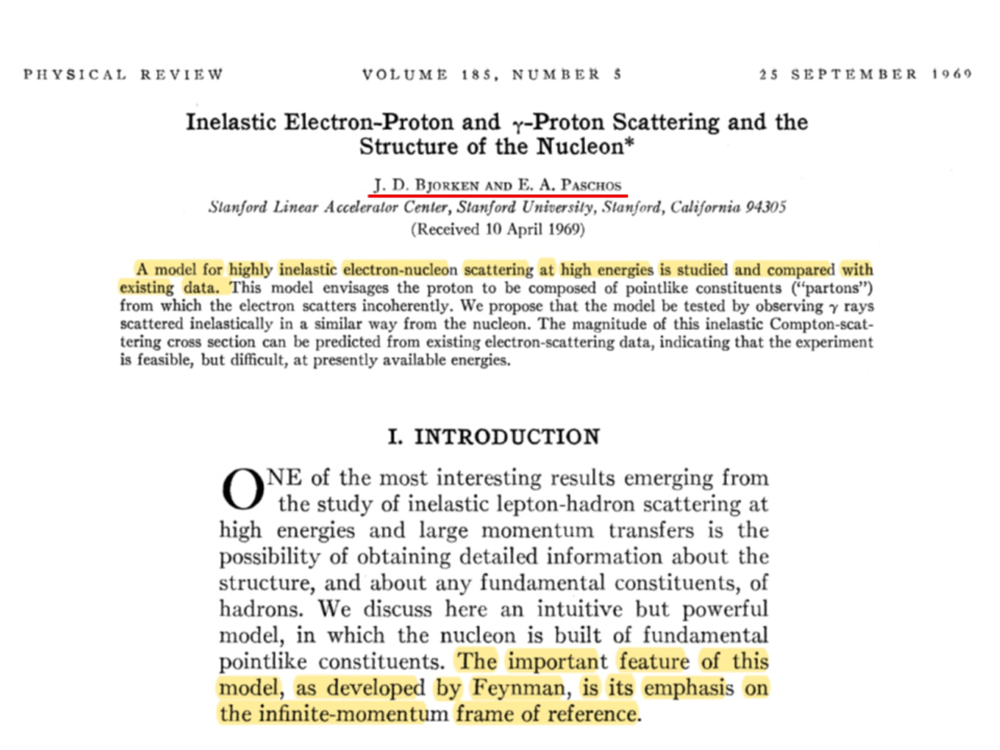 PHYSICAL REVIEW VOLUME 185, NUMBER 5 25 SEPTEMBER 1969
Inelastic Electron-Proton and γ-Proton Scattering and the
Structure of the Nucleon*
J. D. Bjorken and E. A. Paschos
Stanford Linear Accelerator Center, Stanford University, Stanford, California 94305
(Received 10 April 1969)
A model for highly inelastic electron-nucleon scattering at high energies is studied and compared with
existing data. This model envisages the proton to be composed of pointlike constituents (“partons”)
from which the electron scatters incoherently. We propose that the model be tested by observing γ rays
scattered inelastically in a similar way from the nucleon. The magnitude of this inelastic Compton-scat-
tering cross section can be predicted from existing electron-scattering data, indicating that the experiment
is feasible, but difficult, at presently available energies.
I. INTRODUCTION
ONE of the most interesting results emerging from
the study of inelastic lepton-hadron scattering at
high energies and large momentum transfers is the
possibility of obtaining detailed information about the
structure, and about any fundamental constituents, of
hadrons. We discuss here an intuitive but powerful
model, in which the nucleon is built of fundamental
pointlike constituents. The important feature of this
model, as developed by Feynman, is its emphasis on
the infinite-momentum frame of reference.